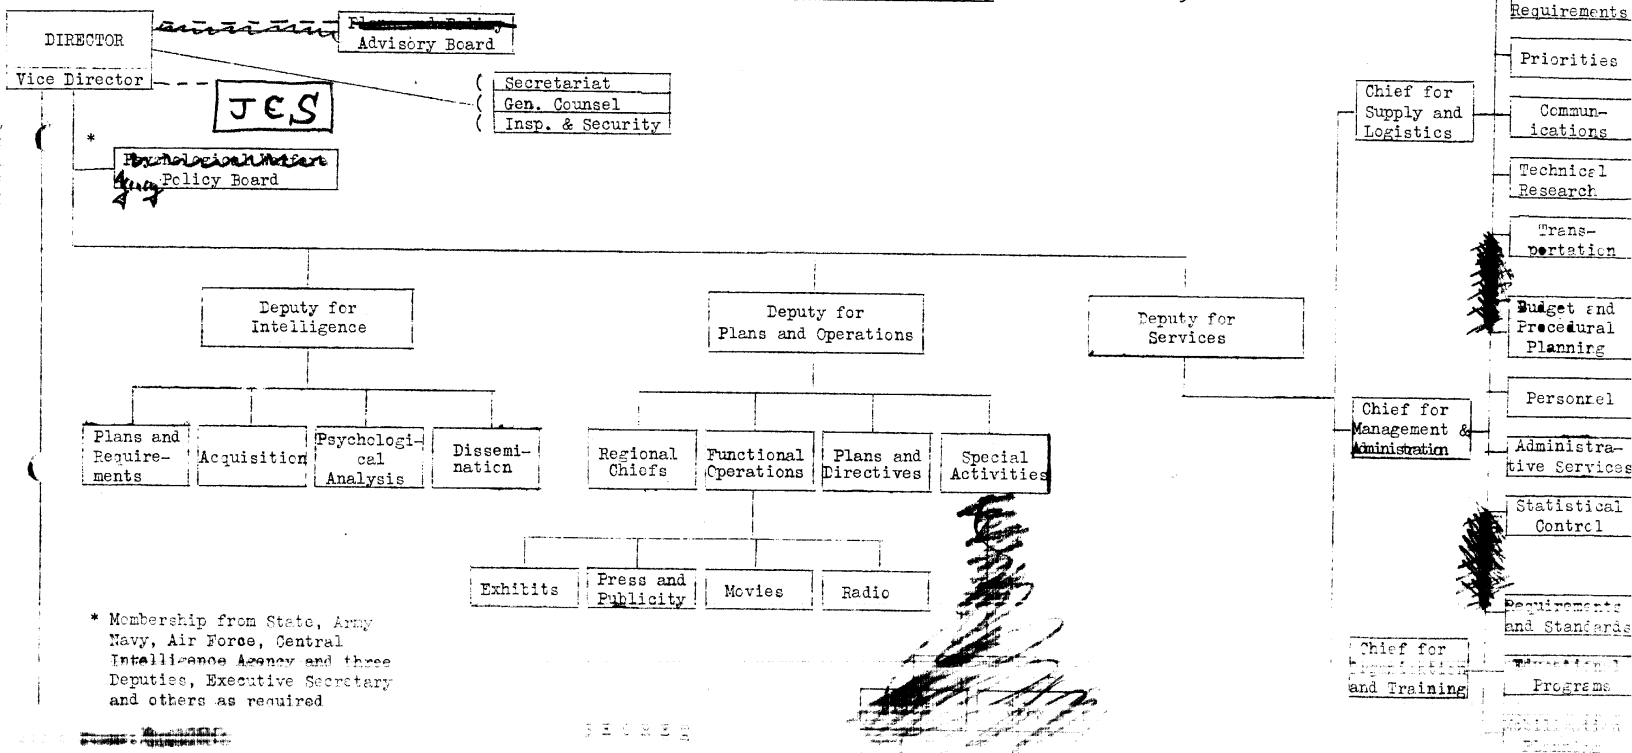 DIRECTOR
Vice Director
Advisory Board
Secretariat
Gen. Counsel
Insp. & Security
JCS
*
Policy Board
Deputy for
Intelligence
Plans and
Require-
ments
Acquisition
Psychologi-
cal
Analysis
Dissemi-
nation
Deputy for
Plans and Operations
Regional
Chiefs
Functional
Operations
Plans and
Directives
Special
Activities
Exhibits
Press and
Publicity
Movies
Radio
Deputy for
Services
Chief for
Supply and
Logistics
Requirements
Priorities
Commun-
ications
Technical
Research
Trans-
portation
Chief for
Management &
Administration
Budget and
Procedural
Planning
Personnel
Administra-
tive Services
Statistical
Control
Chief for
and Training
Requirements
and Standards
Programs
* Membership from State, Army
Navy, Air Force, Central
Intelligence Agency and three
Deputies, Executive Secretary
and others as required
SECRET